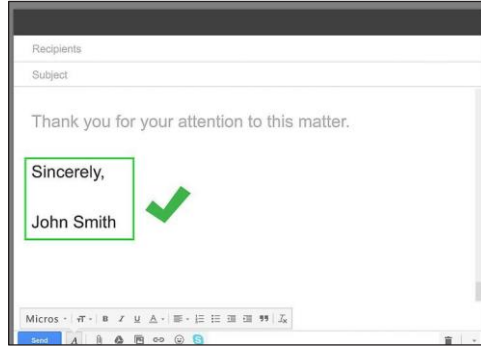 Recipients
Subject
Thank you for your attention to this matter.
Sincerely,
John Smith
Micros
Send